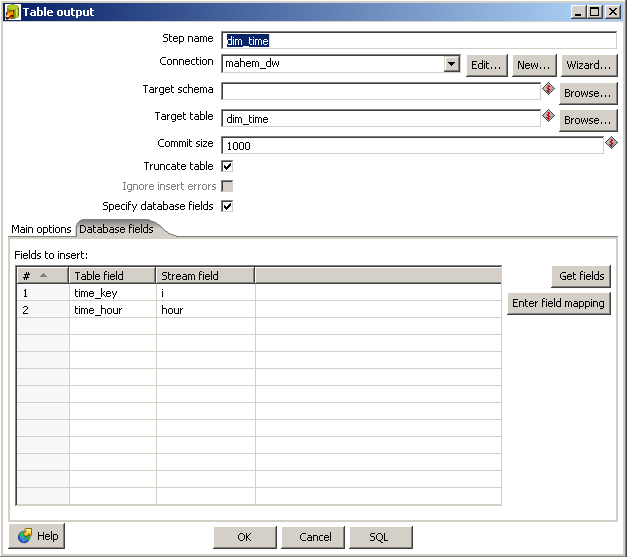 Table output
Step name dim_time
Connection mahem_dw Edit... New... Wizard...
Target schema Browse...
Target table dim_time Browse...
Commit size 1000
Truncate table
Ignore insert errors
Specify database fields
Main options Database fields
Fields to insert:
# Table field Stream field
Get fields
1 time_key i
Enter field mapping
2 time_hour hour
Help OK Cancel SQL